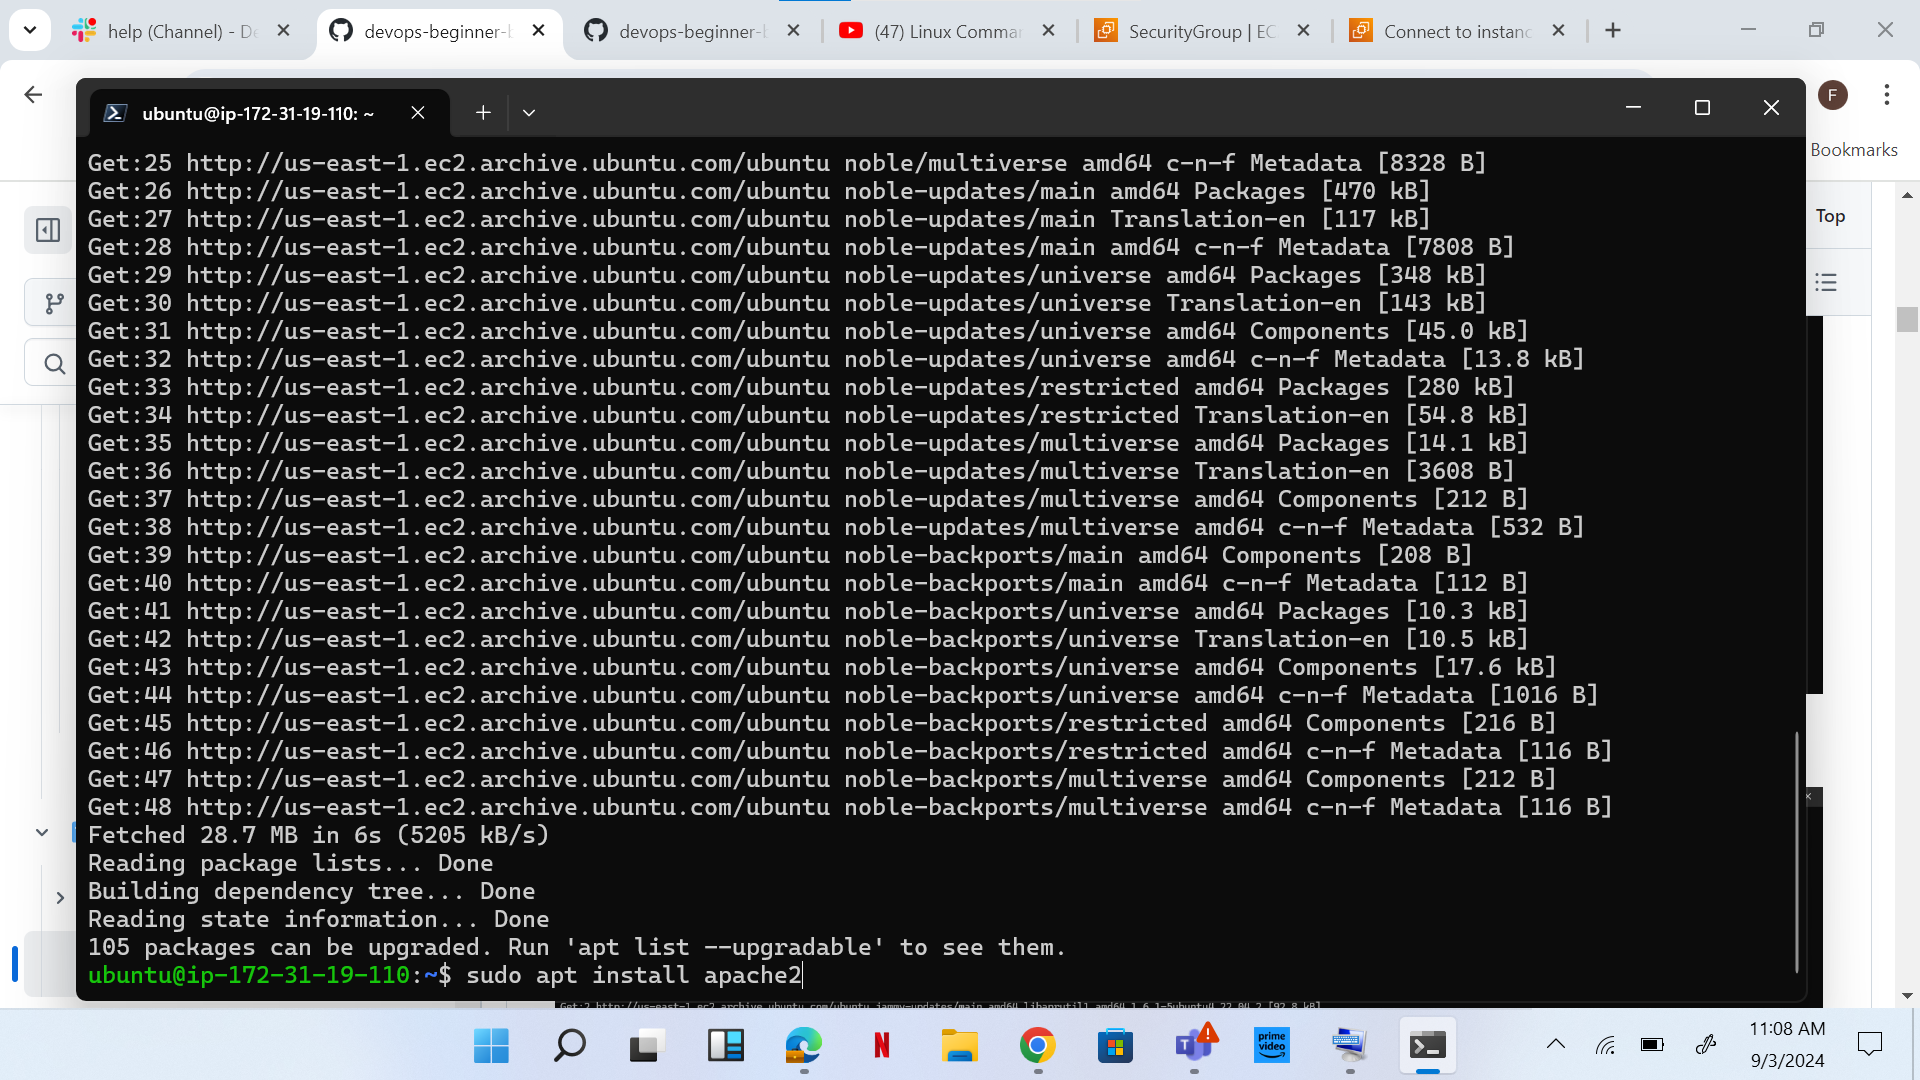 help (Channel) - De
devops-beginner-b
devops-beginner-b
(47) Linux Comman
SecurityGroup | EC
Connect to instanc
F
Bookmarks
Top
ubuntu@ip-172-31-19-110: ~
Get:25 http://us-east-1.ec2.archive.ubuntu.com/ubuntu noble/multiverse amd64 c-n-f Metadata [8328 B]
Get:26 http://us-east-1.ec2.archive.ubuntu.com/ubuntu noble-updates/main amd64 Packages [470 kB]
Get:27 http://us-east-1.ec2.archive.ubuntu.com/ubuntu noble-updates/main Translation-en [117 kB]
Get:28 http://us-east-1.ec2.archive.ubuntu.com/ubuntu noble-updates/main amd64 c-n-f Metadata [7808 B]
Get:29 http://us-east-1.ec2.archive.ubuntu.com/ubuntu noble-updates/universe amd64 Packages [348 kB]
Get:30 http://us-east-1.ec2.archive.ubuntu.com/ubuntu noble-updates/universe Translation-en [143 kB]
Get:31 http://us-east-1.ec2.archive.ubuntu.com/ubuntu noble-updates/universe amd64 Components [45.0 kB]
Get:32 http://us-east-1.ec2.archive.ubuntu.com/ubuntu noble-updates/universe amd64 c-n-f Metadata [13.8 kB]
Get:33 http://us-east-1.ec2.archive.ubuntu.com/ubuntu noble-updates/restricted amd64 Packages [280 kB]
Get:34 http://us-east-1.ec2.archive.ubuntu.com/ubuntu noble-updates/restricted Translation-en [54.8 kB]
Get:35 http://us-east-1.ec2.archive.ubuntu.com/ubuntu noble-updates/multiverse amd64 Packages [14.1 kB]
Get:36 http://us-east-1.ec2.archive.ubuntu.com/ubuntu noble-updates/multiverse Translation-en [3608 B]
Get:37 http://us-east-1.ec2.archive.ubuntu.com/ubuntu noble-updates/multiverse amd64 Components [212 B]
Get:38 http://us-east-1.ec2.archive.ubuntu.com/ubuntu noble-updates/multiverse amd64 c-n-f Metadata [532 B]
Get:39 http://us-east-1.ec2.archive.ubuntu.com/ubuntu noble-backports/main amd64 Components [208 B]
Get:40 http://us-east-1.ec2.archive.ubuntu.com/ubuntu noble-backports/main amd64 c-n-f Metadata [112 B]
Get:41 http://us-east-1.ec2.archive.ubuntu.com/ubuntu noble-backports/universe amd64 Packages [10.3 kB]
Get:42 http://us-east-1.ec2.archive.ubuntu.com/ubuntu noble-backports/universe Translation-en [10.5 kB]
Get:43 http://us-east-1.ec2.archive.ubuntu.com/ubuntu noble-backports/universe amd64 Components [17.6 kB]
Get:44 http://us-east-1.ec2.archive.ubuntu.com/ubuntu noble-backports/universe amd64 c-n-f Metadata [1016 B]
Get:45 http://us-east-1.ec2.archive.ubuntu.com/ubuntu noble-backports/restricted amd64 Components [216 B]
Get:46 http://us-east-1.ec2.archive.ubuntu.com/ubuntu noble-backports/restricted amd64 c-n-f Metadata [116 B]
Get:47 http://us-east-1.ec2.archive.ubuntu.com/ubuntu noble-backports/multiverse amd64 Components [212 B]
Get:48 http://us-east-1.ec2.archive.ubuntu.com/ubuntu noble-backports/multiverse amd64 c-n-f Metadata [116 B]
Fetched 28.7 MB in 6s (5205 kB/s)
Reading package lists... Done
Building dependency tree... Done
Reading state information... Done
105 packages can be upgraded. Run 'apt list --upgradable' to see them.
ubuntu@ip-172-31-19-110:~$ sudo apt install apache2
N
prime video
11:08 AM
9/3/2024